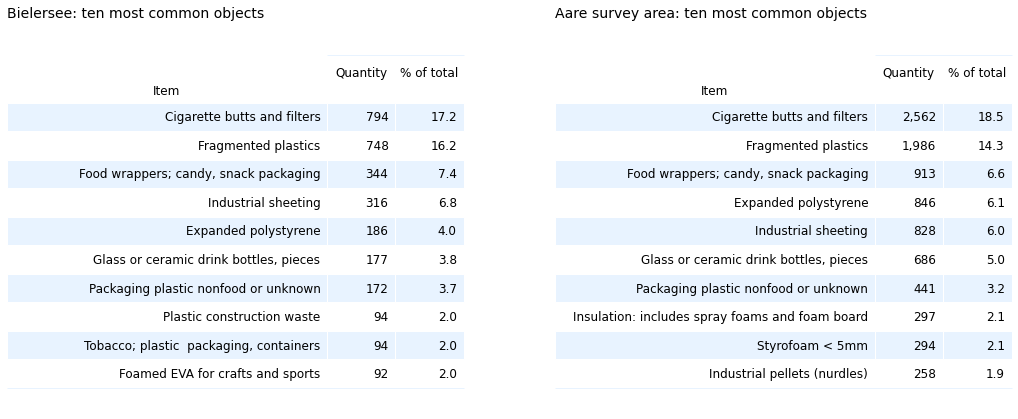 Bielersee: ten most common objects
Quantity % of total
Item
Cigarette butts and filters 794 17.2
Fragmented plastics 748 16.2
Food wrappers; candy, snack packaging 344 7.4
Industrial sheeting 316 6.8
Expanded polystyrene 186 4.0
Glass or ceramic drink bottles, pieces 177 3.8
Packaging plastic nonfood or unknown 172 3.7
Plastic construction waste 94 2.0
Tobacco; plastic  packaging, containers 94 2.0
Foamed EVA for crafts and sports 92 2.0
Aare survey area: ten most common objects
Quantity % of total
Item
Cigarette butts and filters 2,562 18.5
Fragmented plastics 1,986 14.3
Food wrappers; candy, snack packaging 913 6.6
Expanded polystyrene 846 6.1
Industrial sheeting 828 6.0
Glass or ceramic drink bottles, pieces 686 5.0
Packaging plastic nonfood or unknown 441 3.2
Insulation: includes spray foams and foam board 297 2.1
Styrofoam < 5mm 294 2.1
Industrial pellets (nurdles) 258 1.9